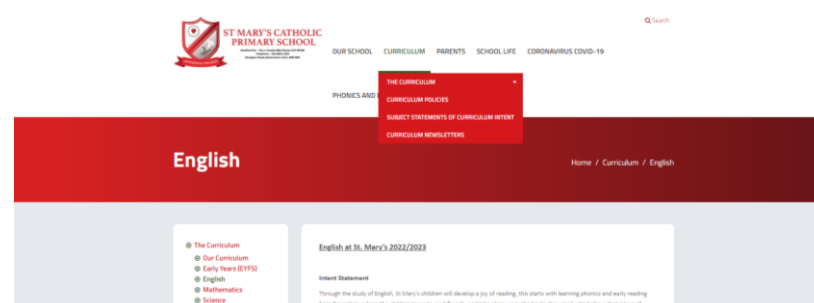 Search
ST MARY'S CATHOLIC
PRIMARY SCHOOL
OUR SCHOOL CURRICULUM PARENTS SCHOOL LIFE CORONAVIRUS COVID-19
THE CURRICULUM
PHONICS AND
CURRICULUM POLICIES
SUBJECT STATEMENTS OF CURRICULUM INTENT
CURRICULUM NEWSLETTERS
English
Home / Curriculum / English
The Curriculum
Our Curriculum
Early Years (EYFS)
English
Mathematics
Science
English at St. Mary's 2022/2023
Intent Statement
Through the study of English, St Mary's children will develop a joy of reading; this starts with learning phonics and early reading